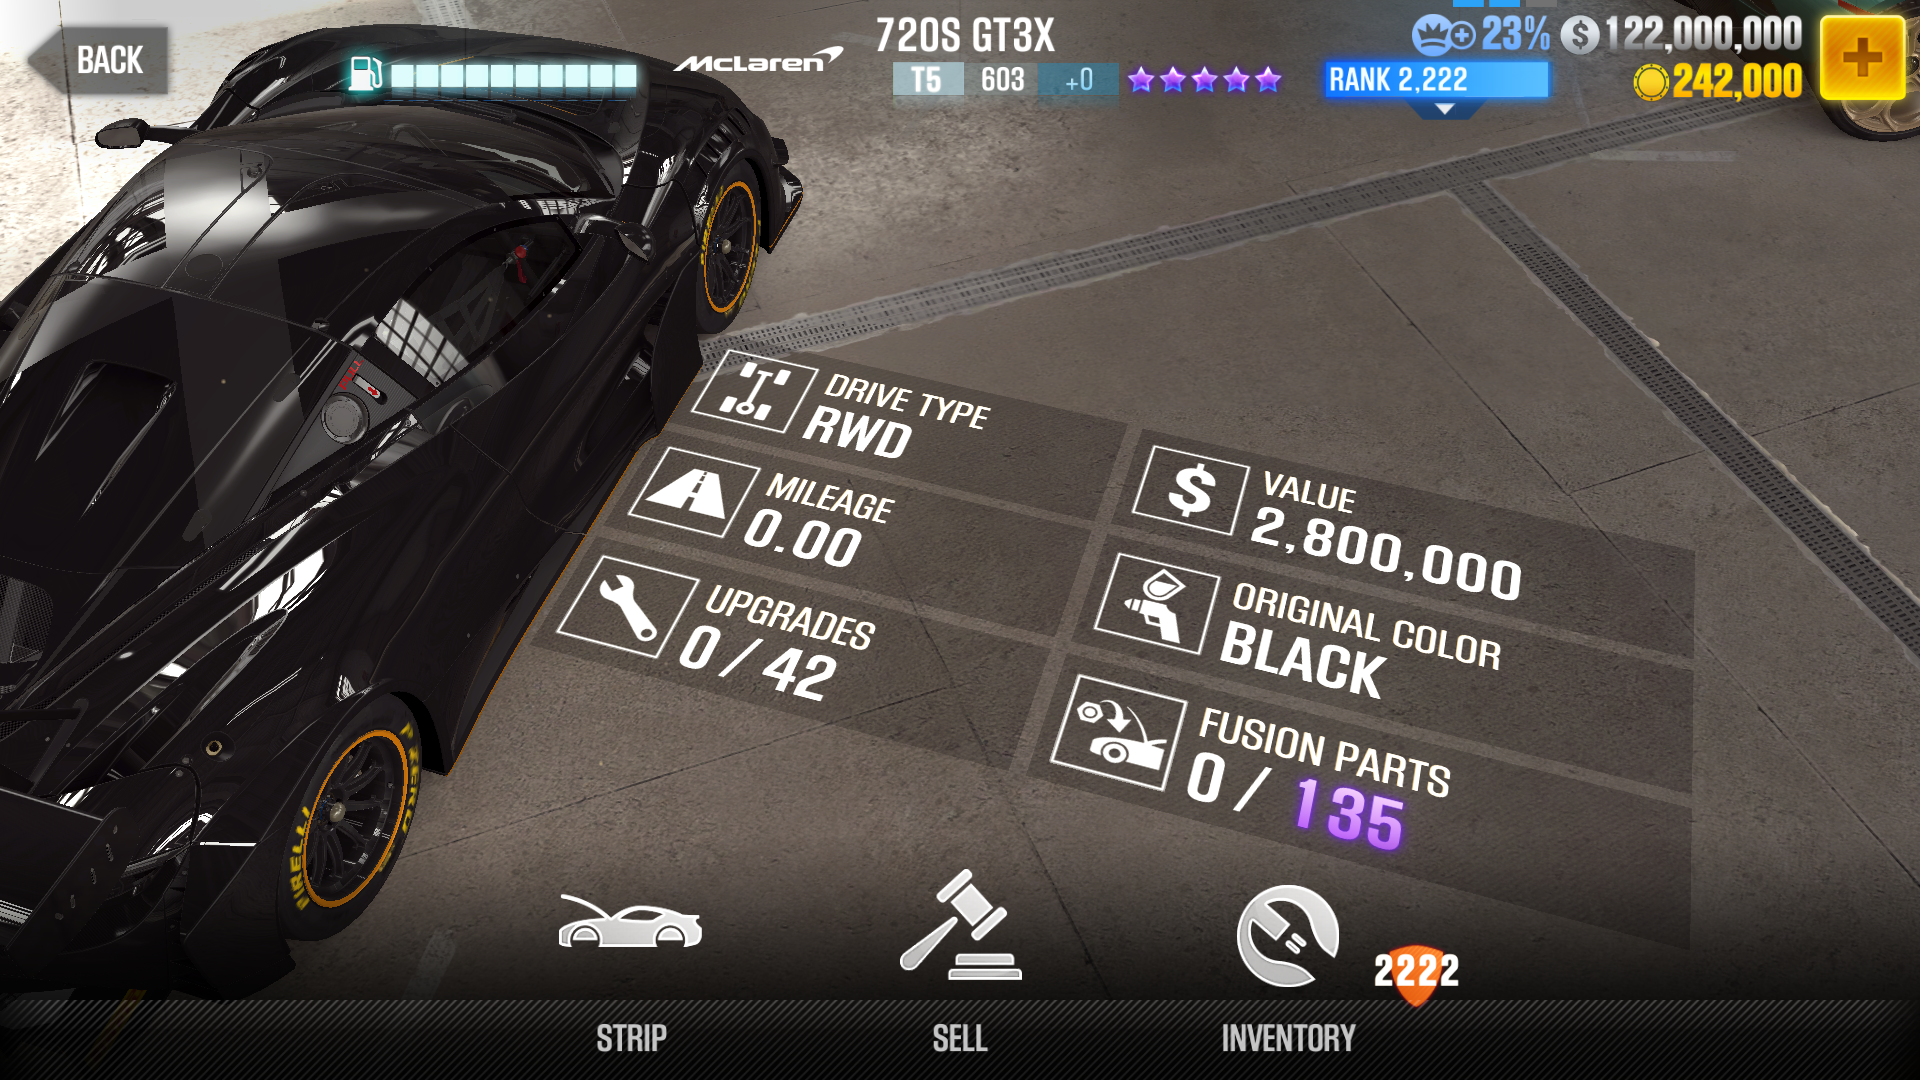 BACK
McLaren
720S GT3X
T5 603 +0
23%
122,000,000
RANK 2,222
242,000
DRIVE TYPE
RWD
MILEAGE
0.00
UPGRADES
0 / 42
VALUE
2,800,000
ORIGINAL COLOR
BLACK
FUSION PARTS
0 / 135
PIRELLI
P ZERO
2222
STRIP
SELL
INVENTORY